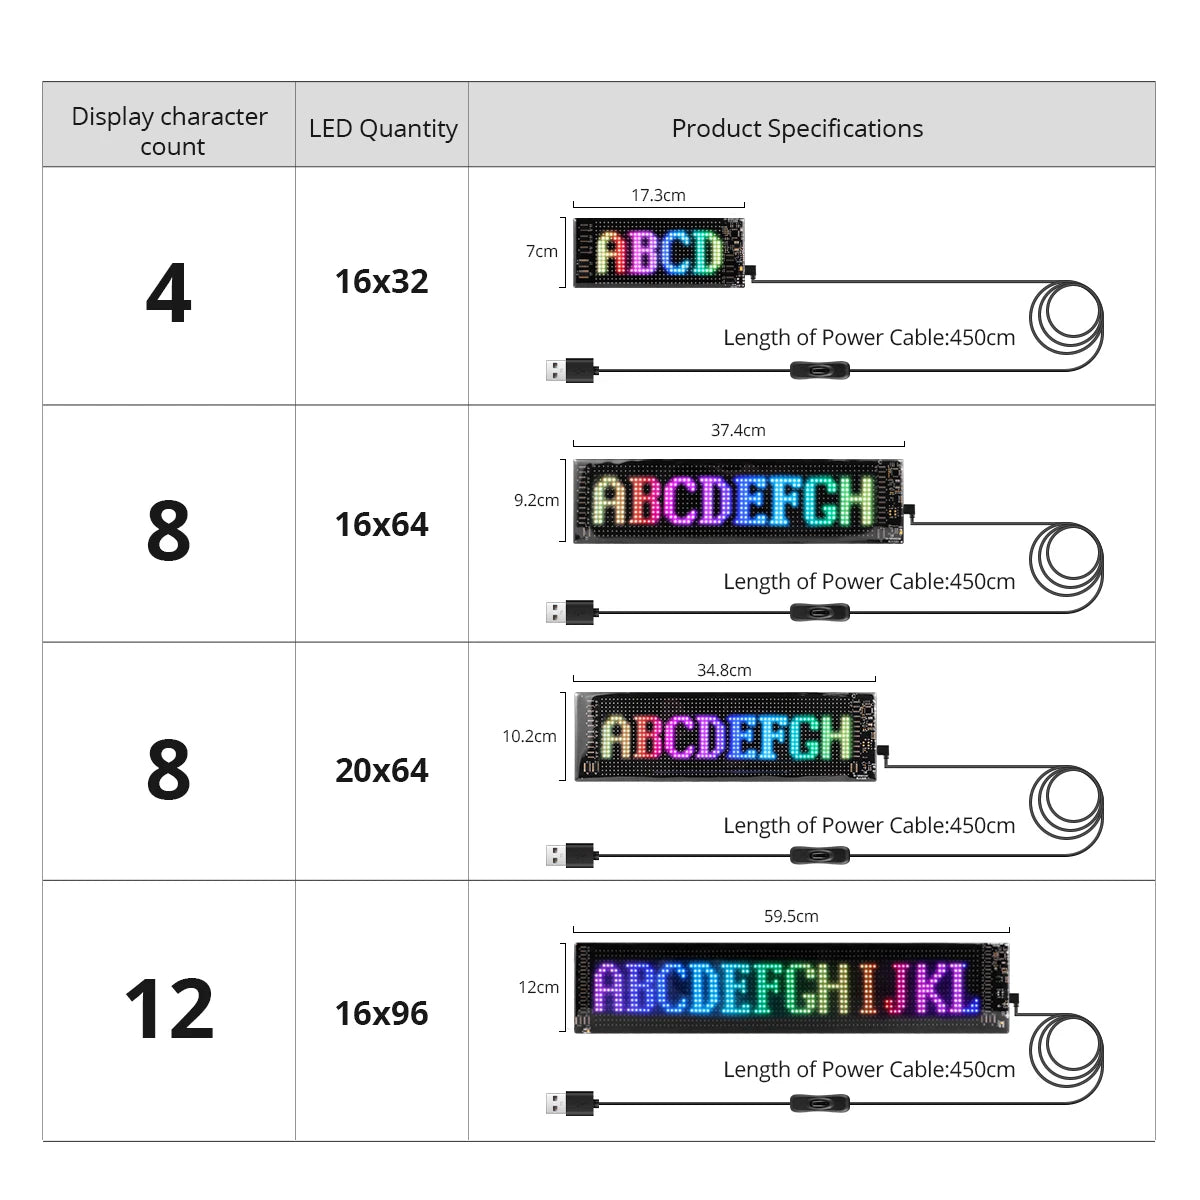 Display character
count
LED Quantity
Product Specifications
4
16x32
17.3cm
7cm
ABCD
Length of Power Cable:450cm
8
16x64
37.4cm
9.2cm
ABCDEFGH
Length of Power Cable:450cm
8
20x64
34.8cm
10.2cm
ABCDEFGH
Length of Power Cable:450cm
12
16x96
59.5cm
12cm
ABCDEFGHIJKL
Length of Power Cable:450cm